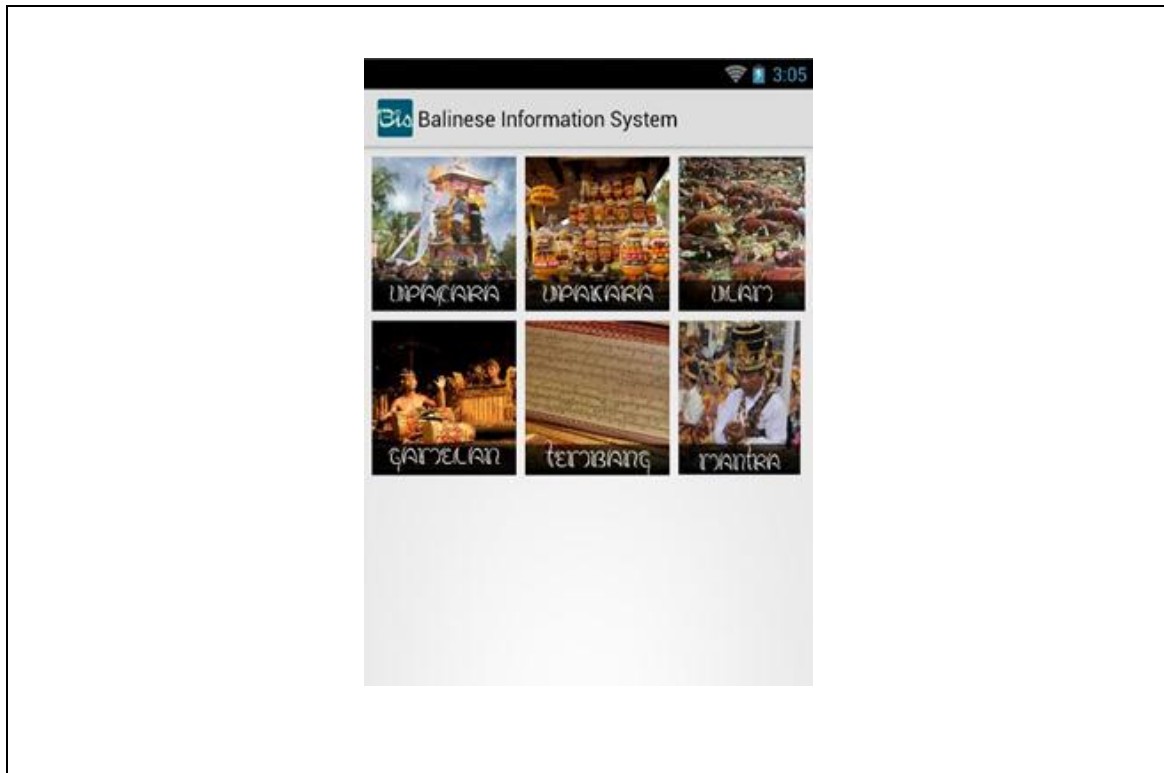 3:05
Bis Balinese Information System
UPACARA UPAKARA ULAM
GAMELAN TEMBANG MANTRA